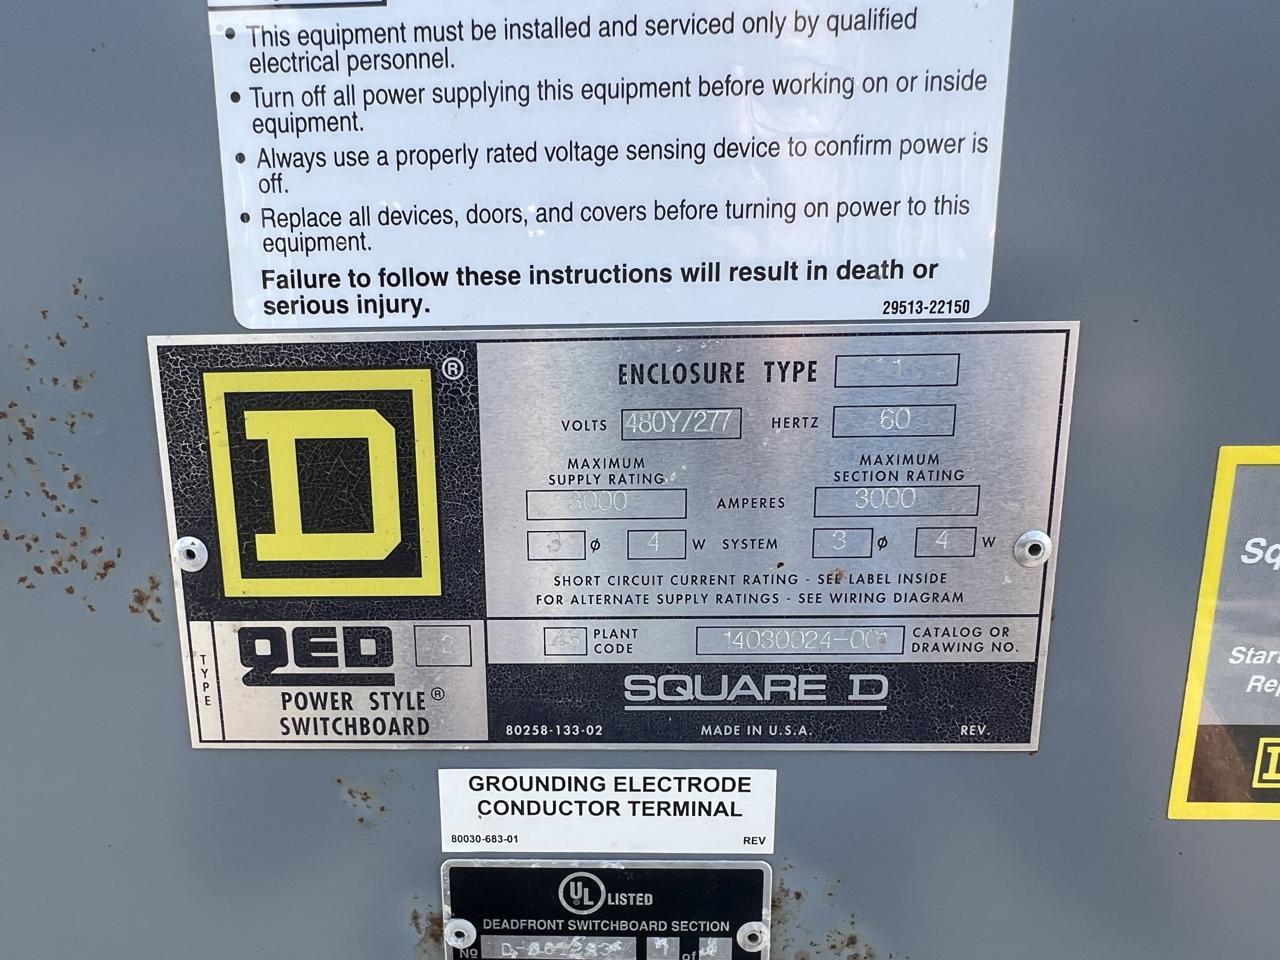 • This equipment must be installed and serviced only by qualified
electrical personnel.
• Turn off all power supplying this equipment before working on or inside
equipment.
• Always use a properly rated voltage sensing device to confirm power is
off.
• Replace all devices, doors, and covers before turning on power to this
equipment.
Failure to follow these instructions will result in death or
serious injury.
29513-22150
D ®
ENCLOSURE TYPE 1
VOLTS 480Y/277 HERTZ 60
MAXIMUM
SUPPLY RATING
MAXIMUM
SECTION RATING
3000 AMPERES 3000
3 ø 4 W SYSTEM 3 ø 4 W
SHORT CIRCUIT CURRENT RATING - SEE LABEL INSIDE
FOR ALTERNATE SUPPLY RATINGS - SEE WIRING DIAGRAM
TYPE
QED 2
POWER STYLE®
SWITCHBOARD
PLANT
CODE
CATALOG OR
DRAWING NO.
SQUARE D
80258-133-02 MADE IN U.S.A. REV.
Start
GROUNDING ELECTRODE
CONDUCTOR TERMINAL
80030-683-01 REV
UL LISTED
DEADFRONT SWITCHBOARD SECTION
No of